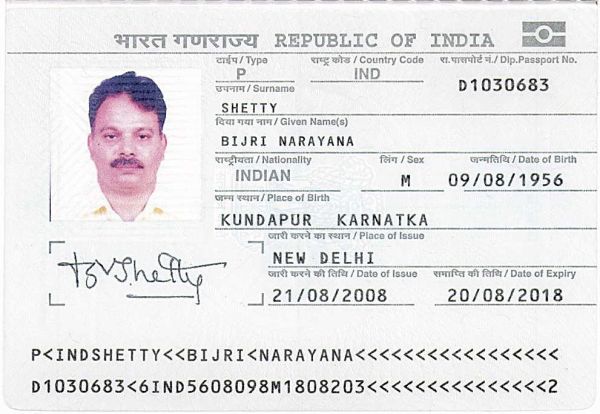 भारत गणराज्य REPUBLIC OF INDIA
टाईप / Type राष्ट्र कोड / Country Code रा.पासपोर्ट नं./ Dip.Passport No.
P IND D1030683
उपनाम / Surname
SHETTY
दिया गया नाम / Given Name(s)
BIJRI NARAYANA
राष्ट्रीयता / Nationality लिंग / Sex जन्मतिथि / Date of Birth
INDIAN M 09/08/1956
जन्म स्थान / Place of Birth
KUNDAPUR KARNATKA
जारी करने का स्थान / Place of Issue
NEW DELHI
जारी करने की तिथि / Date of Issue समाप्ति की तिथि / Date of Expiry
21/08/2008 20/08/2018
P<INDSHETTY<<BIJRI<NARAYANA<<<<<<<<<<<<<<<<<
D1030683<6IND5608098M1808203<<<<<<<<<<<<<<<2